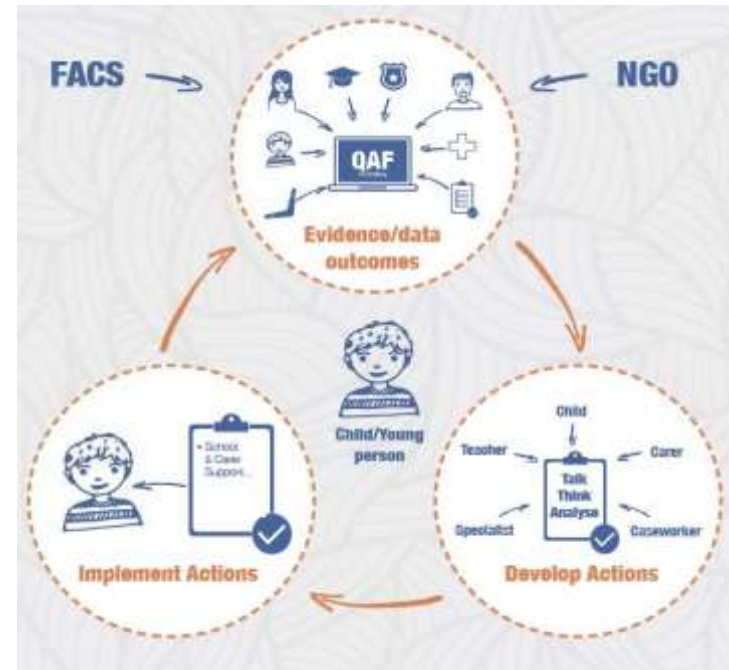 FACS
NGO
QAF
Evidence/data
outcomes
Child/Young
person
Child
Teacher
Carer
Talk
Think
Analyse
Specialist
Caseworker
Develop Actions
• School
& Carer
Support...
Implement Actions